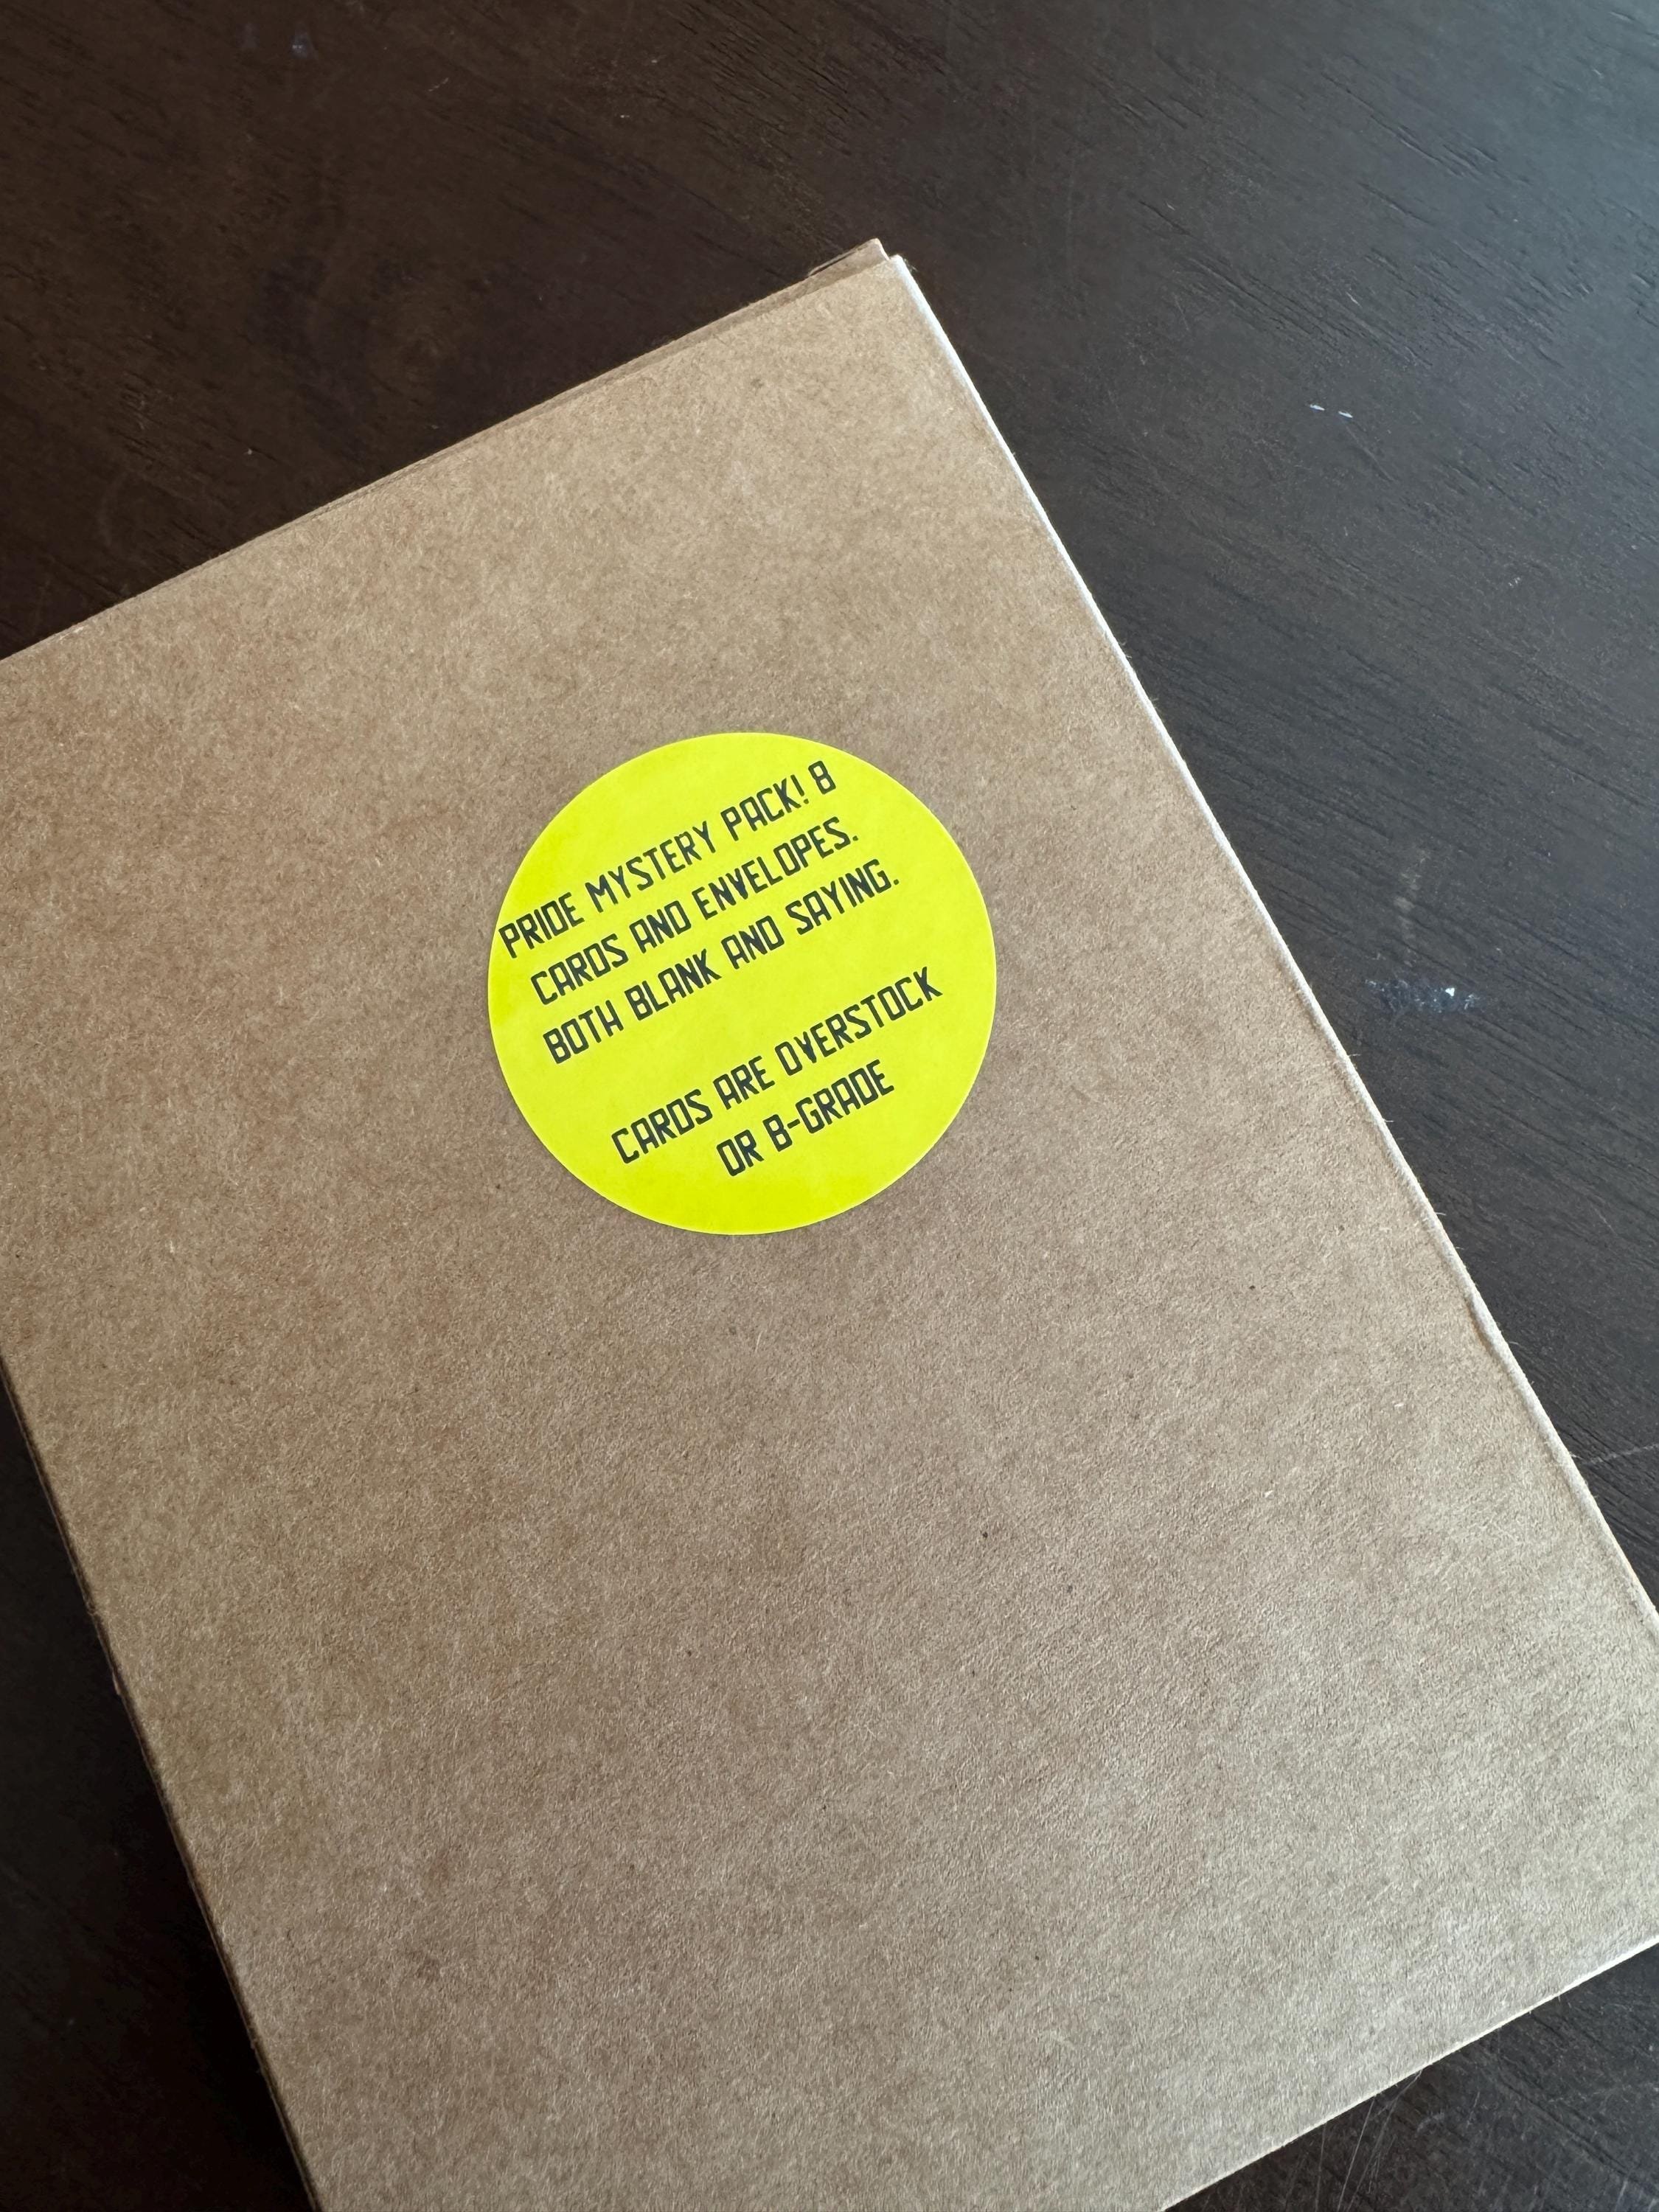 PRIDE MYSTERY PACK! 8
CARDS AND ENVELOPES.
BOTH BLANK AND SAYING.
CARDS ARE OVERSTOCK
OR B-GRADE